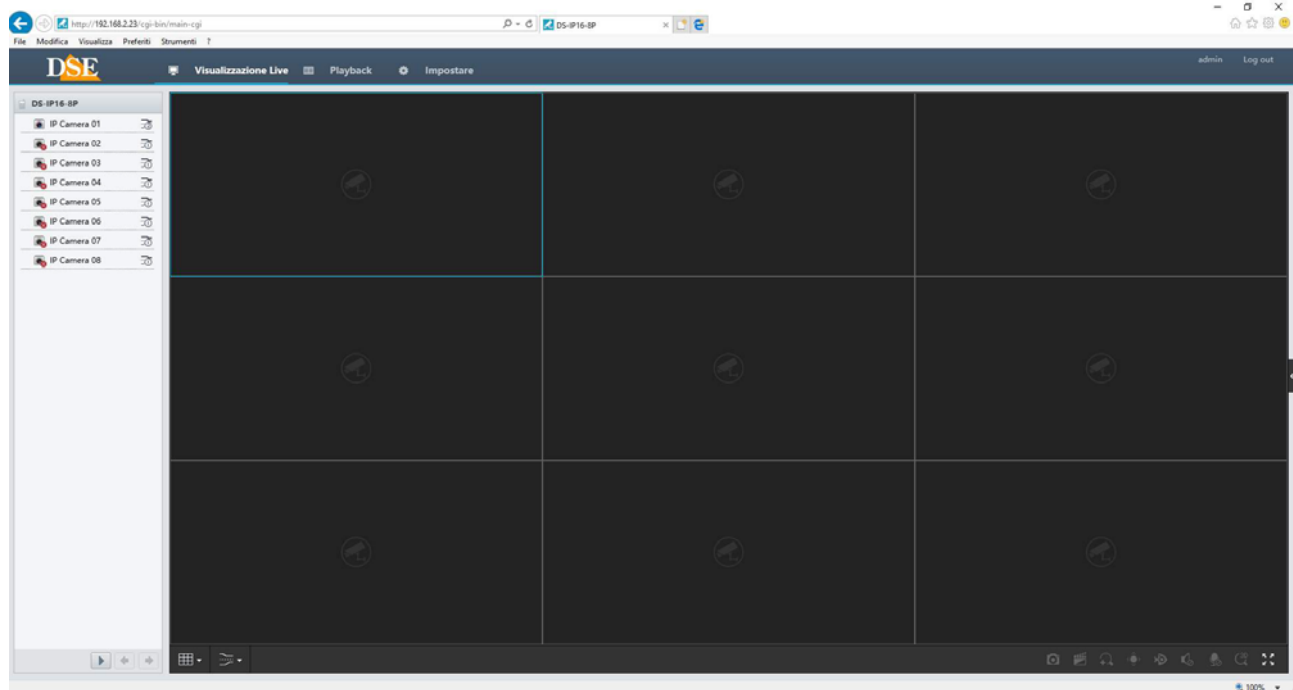 http://192.168.2.23/cgi-bin/main-cgi
DS-IP16-8P
File Modifica Visualizza Preferiti Strumenti ?
DSE
Visualizzazione Live
Playback
Impostare
admin
Log out
DS-IP16-8P
IP Camera 01
IP Camera 02
IP Camera 03
IP Camera 04
IP Camera 05
IP Camera 06
IP Camera 07
IP Camera 08
100%